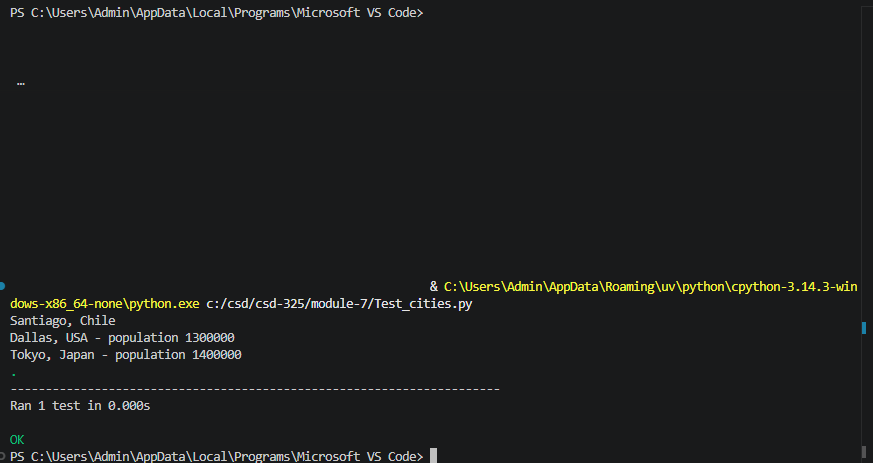 PS C:\Users\Admin\AppData\Local\Programs\Microsoft VS Code>
…
& C:\Users\Admin\AppData\Roaming\uv\python\cpython-3.14.3-win
dows-x86_64-none\python.exe c:/csd/csd-325/module-7/Test_cities.py
Santiago, Chile
Dallas, USA - population 1300000
Tokyo, Japan - population 1400000
.
----------------------------------------------------------------------
Ran 1 test in 0.000s
OK
PS C:\Users\Admin\AppData\Local\Programs\Microsoft VS Code>